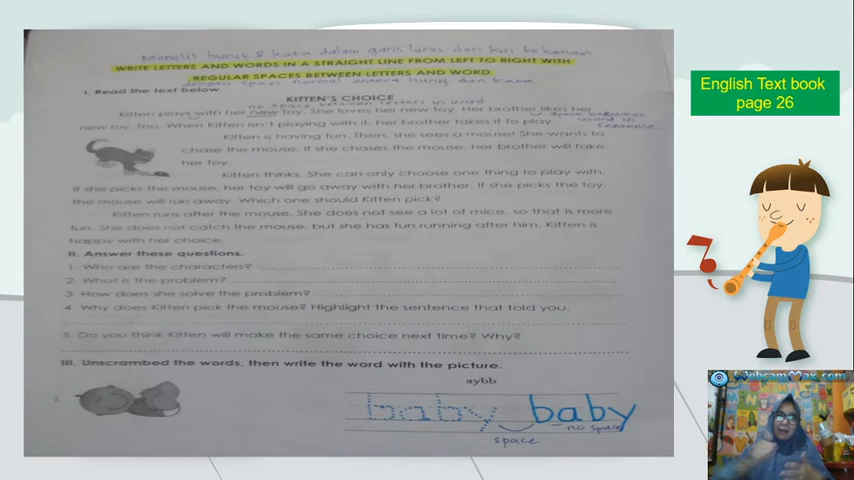 Menulis huruf & kata dalam garis lurus dari kiri ke kanan
WRITE LETTERS AND WORDS IN A STRAIGHT LINE FROM LEFT TO RIGHT WITH
REGULAR SPACES BETWEEN LETTERS AND WORD.
dengan spasi normal antara huruf dan kata
I. Read the text below.
KITTEN'S CHOICE
no space between letters in word
Kitten plays with her new toy. She loves her new toy. Her brother likes her
space between
new toy, too. When Kitten isn't playing with it, her brother takes it to play.
word in
sentence
Kitten is having fun. Then, she sees a mouse! She wants to
chase the mouse. If she chases the mouse, her brother will take
her toy.
Kitten thinks. She can only choose one thing to play with.
If she picks the mouse, her toy will go away with her brother. If she picks the toy,
the mouse will run away. Which one should Kitten pick?
Kitten runs after the mouse. She does not see a lot of mice, so that is more
fun. She does not catch the mouse, but she has fun running after him. Kitten is
happy with her choice.
II. Answer these questions.
1. Who are the characters?
2. What is the problem?
3. How does she solve the problem?
4. Why does Kitten pick the mouse? Highlight the sentence that told you.
5. Do you think Kitten will make the same choice next time? Why?
III. Unscrambed the words, then write the word with the picture.
aybb
baby baby
no space
space
English Text book
page 26
WebcamMax.com